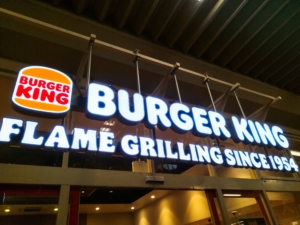 BURGER
KING
BURGER KING
FLAME GRILLING SINCE 1954